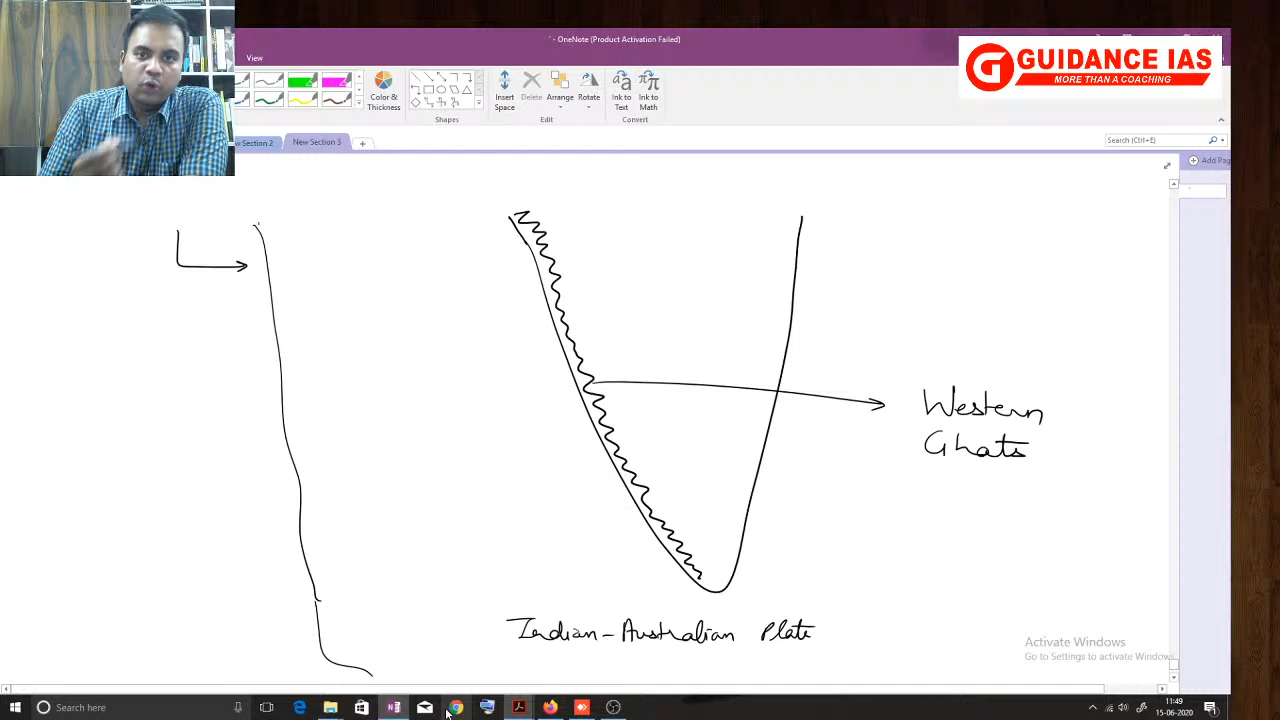 - OneNote (Product Activation Failed)
GUIDANCE IAS
MORE THAN A COACHING
View
Color & Thickness
Insert Space
Delete
Arrange
Rotate
Ink to Text
Ink to Math
Shapes
Edit
Convert
New Section 3
Search (Ctrl+E)
Section 2
Western
Ghats
Indian-Australian Plate
Activate Windows
Go to Settings to activate Windows.
Search here
11:49
15-06-2020